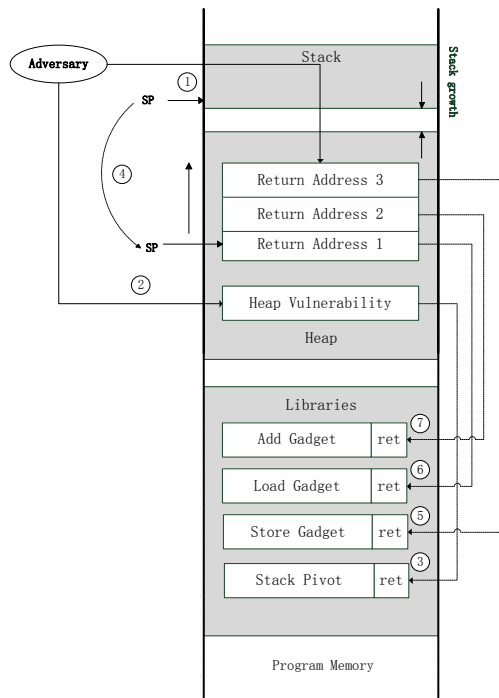 Stack
Adversary
Stack growth
①
SP
④
Return Address 3
Return Address 2
SP
Return Address 1
②
Heap Vulnerability
Heap
Libraries
⑦
Add Gadget
ret
⑥
Load Gadget
ret
⑤
Store Gadget
ret
③
Stack Pivot
ret
Program Memory